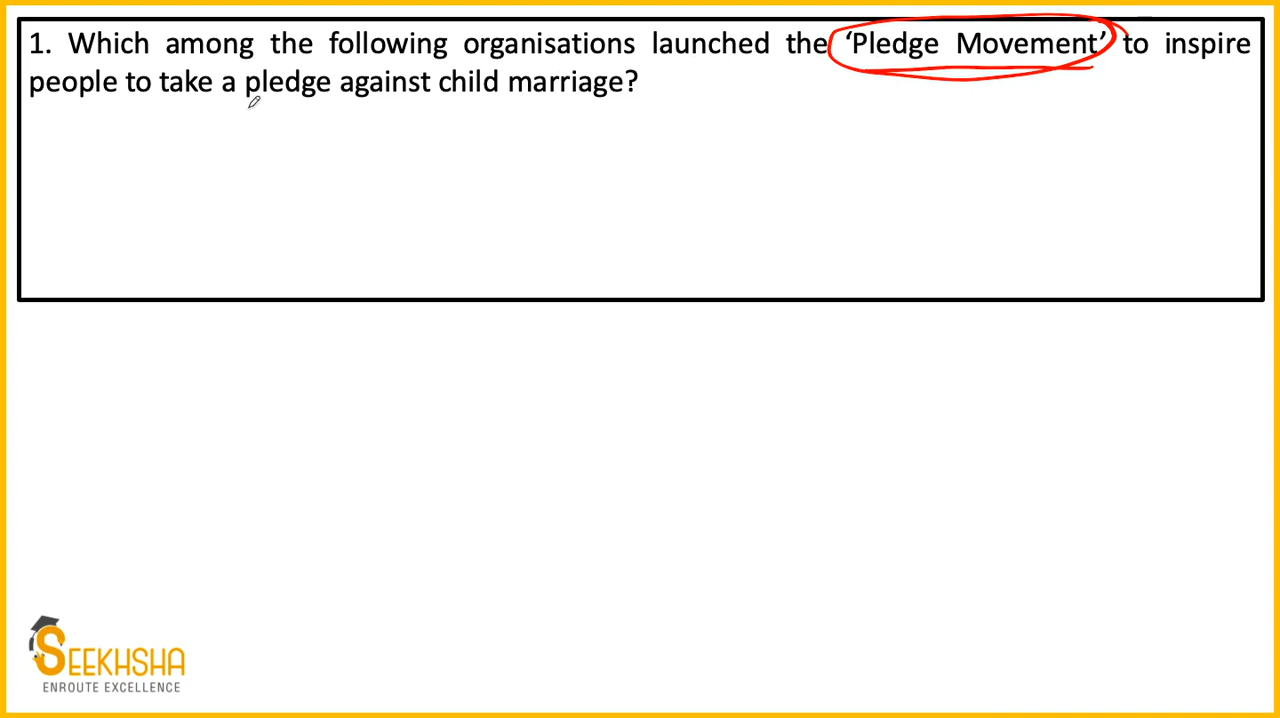 1. Which among the following organisations launched the ‘Pledge Movement’ to inspire
people to take a pledge against child marriage?
SEEKHSHA
ENROUTE EXCELLENCE